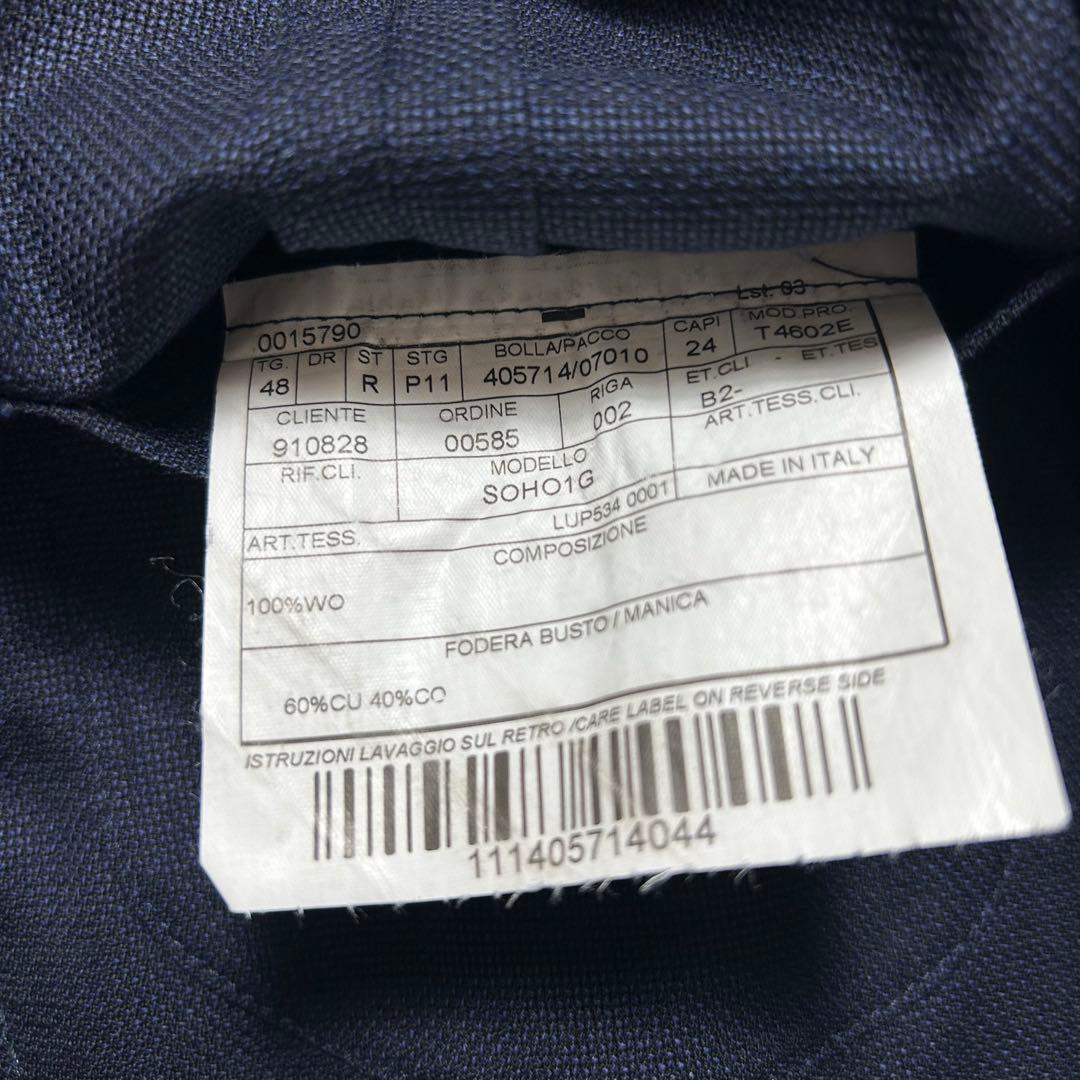 Lst. 03
0015790
TG. DR ST STG BOLLA/PACCO CAPI MOD.PRO.
48 R P11 405714/07010 24 T4602E
CLIENTE ORDINE RIGA ET.CLI - ET.TES
910828 00585 002 B2-
RIF.CLI. MODELLO ART.TESS.CLI.
SOHO1G
ART.TESS. LUP534 0001 MADE IN ITALY
COMPOSIZIONE
100%WO
FODERA BUSTO / MANICA
60%CU 40%CO
ISTRUZIONI LAVAGGIO SUL RETRO /CARE LABEL ON REVERSE SIDE
111405714044